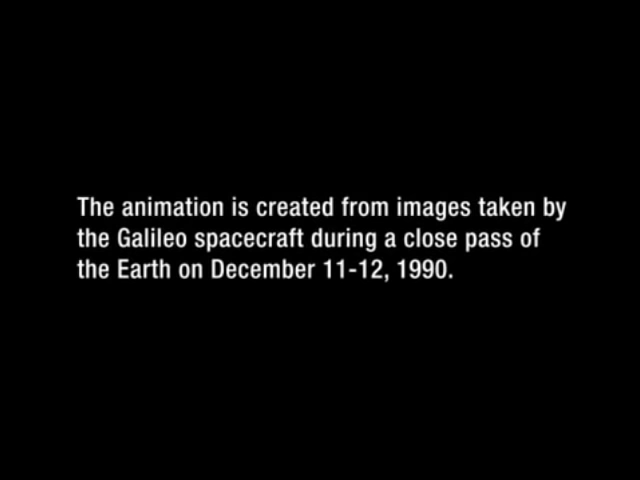 The animation is created from images taken by
the Galileo spacecraft during a close pass of
the Earth on December 11-12, 1990.